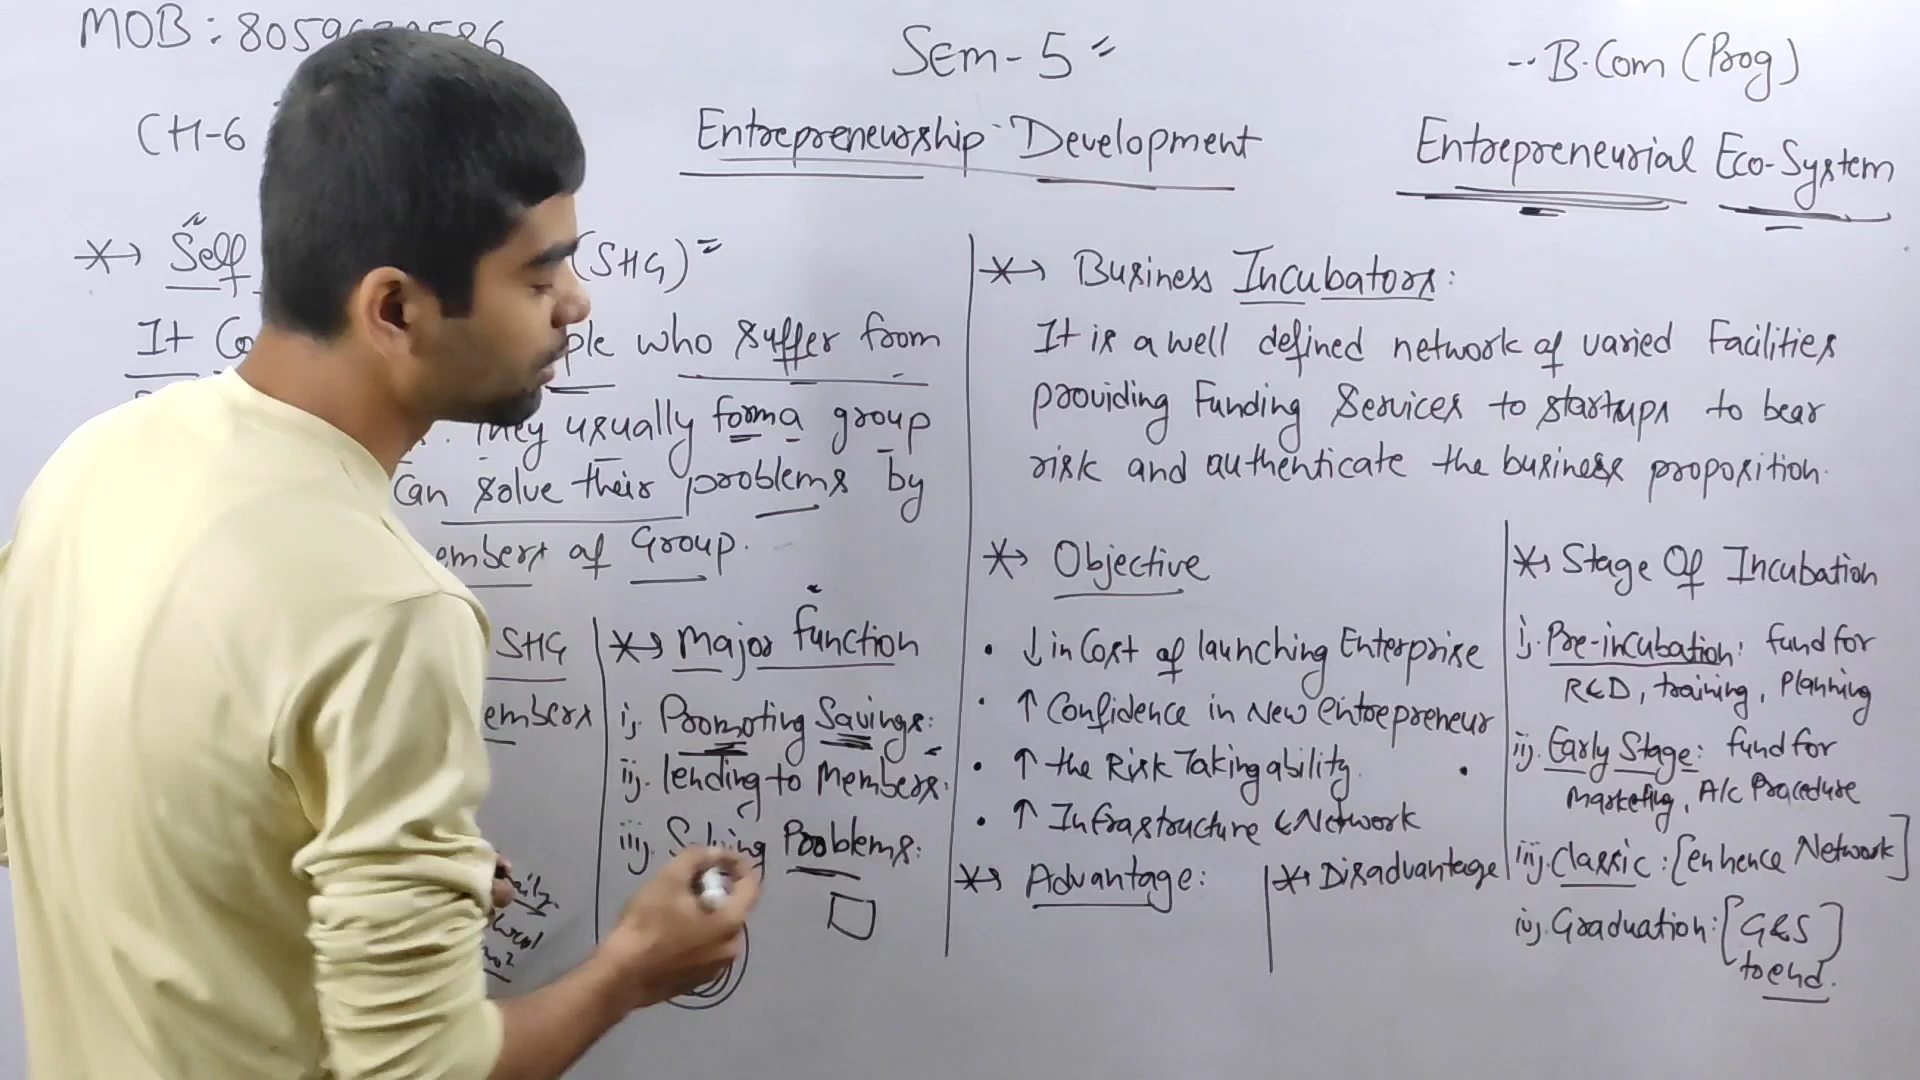 MOB: 8059
Sem-5
B.Com (Prog)
CH-6
Entrepreneurship Development
Entrepreneurial Eco-System
Self (SHG)
It who suffer from
They usually form a group
Can solve their problems by
of Group.
SHG
Major function
i). Promoting Savings:
ii). lending to Members:
iii). Solving Problems:
Business Incubators:
It is a well defined network of varied Facilities
providing Funding Services to startups to bear
risk and authenticate the business proposition.
Objective
• ↓ in Cost of launching Enterprise
• ↑ Confidence in New entrepreneur
• ↑ the Risk Taking ability.
• ↑ Infrastructure & Network
Advantage:
Disadvantage
Stage Of Incubation
i). Pre-incubation: fund for
R&D, training, Planning
ii). Early Stage: fund for
Marketing, A/c Procedure
iii). Classic: [enhence Network]
iv). Graduation: [G&S
to end.]